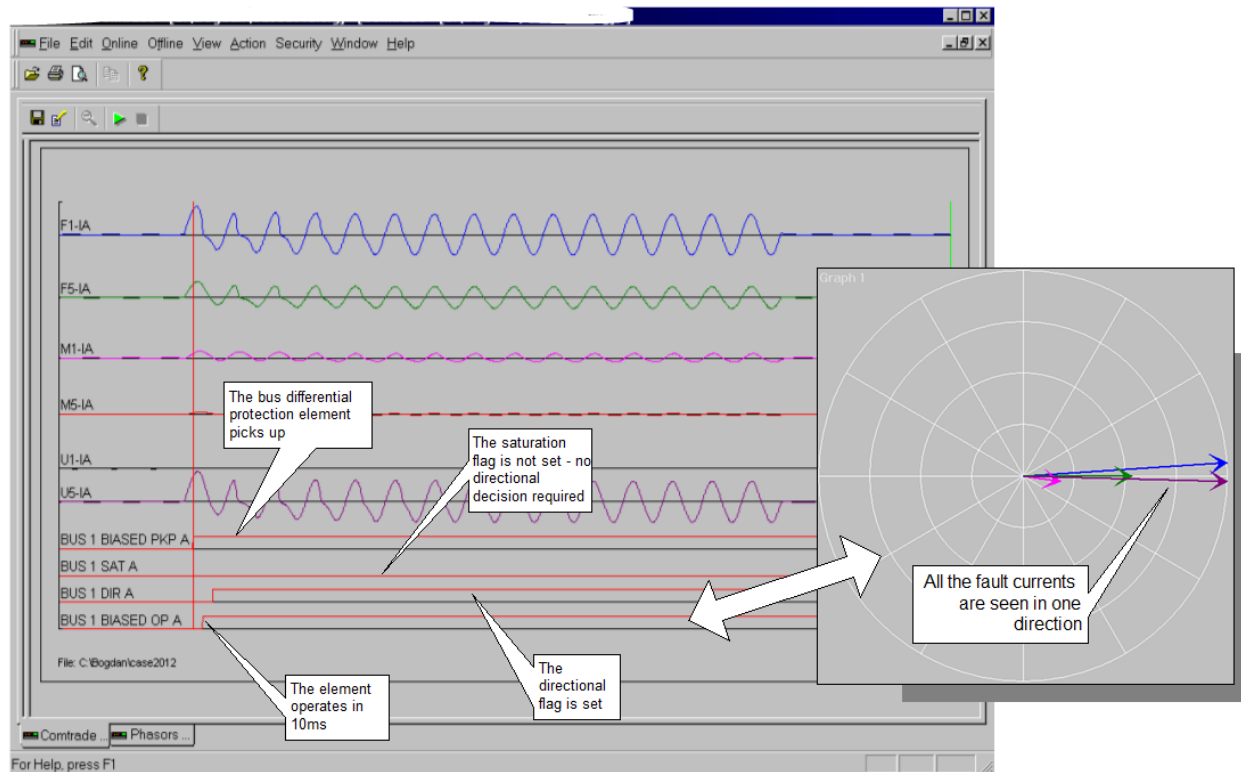 File Edit Online Offline View Action Security Window Help
F1-IA
F5-IA
M1-IA
M5-IA
U1-IA
U5-IA
BUS 1 BIASED PKP A
BUS 1 SAT A
BUS 1 DIR A
BUS 1 BIASED OP A
The bus differential
protection element
picks up
The saturation
flag is not set - no
directional
decision required
Graph 1
All the fault currents
are seen in one
direction
The
directional
flag is set
The element
operates in
10ms
File: C:\Bogdan\case2012
Comtrade ...
Phasors ...
For Help, press F1